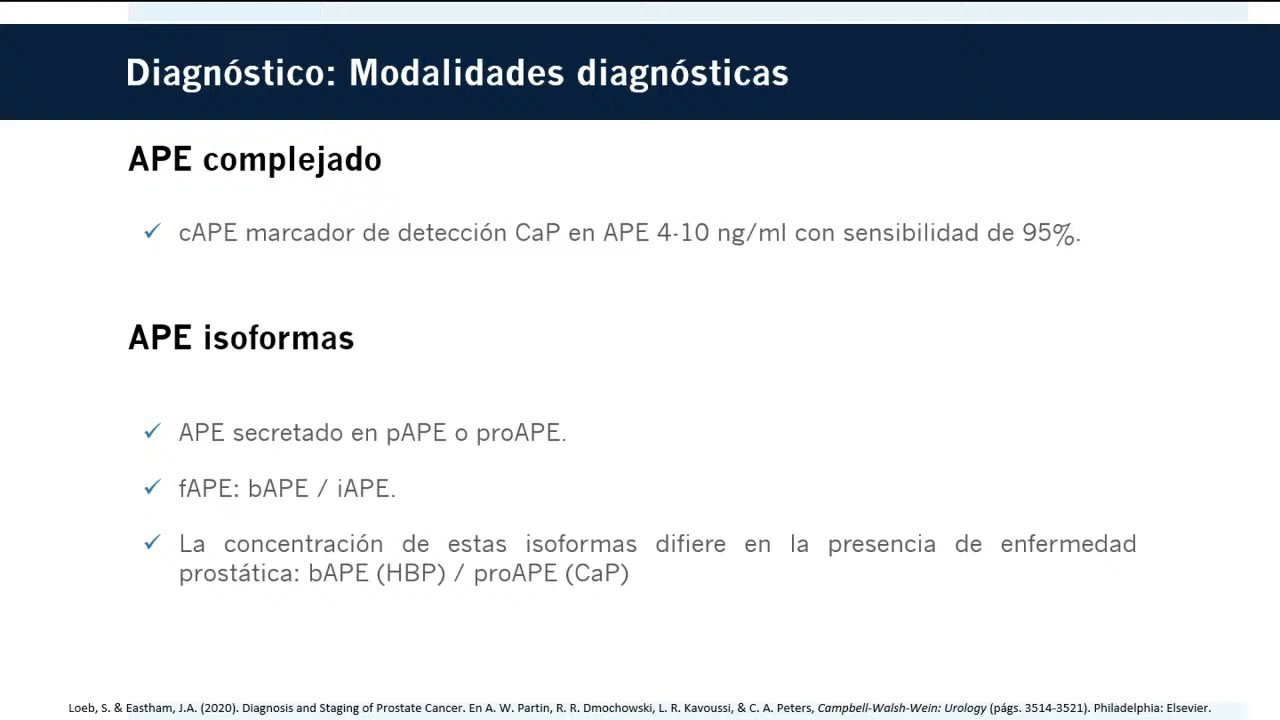 Diagnóstico: Modalidades diagnósticas
APE complejado
✓ cAPE marcador de detección CaP en APE 4-10 ng/ml con sensibilidad de 95%.
APE isoformas
✓ APE secretado en pAPE o proAPE.
✓ fAPE: bAPE / iAPE.
✓ La concentración de estas isoformas difiere en la presencia de enfermedad
prostática: bAPE (HBP) / proAPE (CaP)
Loeb, S. & Eastham, J.A. (2020). Diagnosis and Staging of Prostate Cancer. En A. W. Partin, R. R. Dmochowski, L. R. Kavoussi, & C. A. Peters, Campbell-Walsh-Wein: Urology (págs. 3514-3521). Philadelphia: Elsevier.